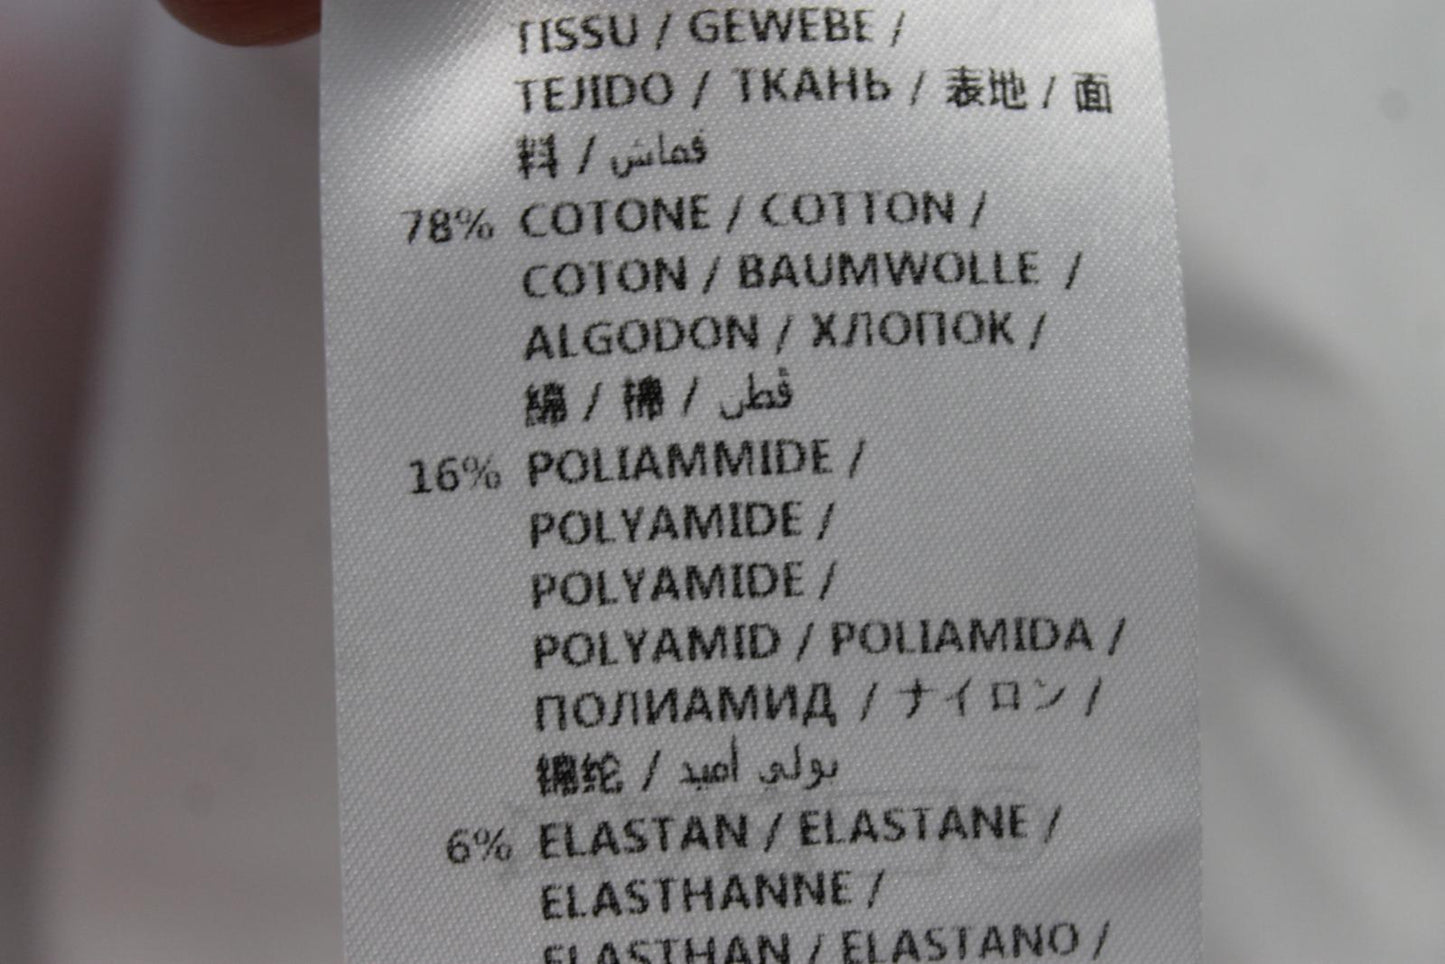 TISSU / GEWEBE /
TEJIDO / ТКАНЬ / 表地 / 面
料 / قماش
78% COTONE / COTTON /
COTON / BAUMWOLLE /
ALGODON / ХЛОПОК /
綿 / 棉 / قطن
16% POLIAMMIDE /
POLYAMIDE /
POLYAMIDE /
POLYAMID / POLIAMIDA /
ПОЛИАМИД / ナイロン /
锦纶 / بولي أميد
6% ELASTAN / ELASTANE /
ELASTHANNE /
ELASTHAN / ELASTANO /